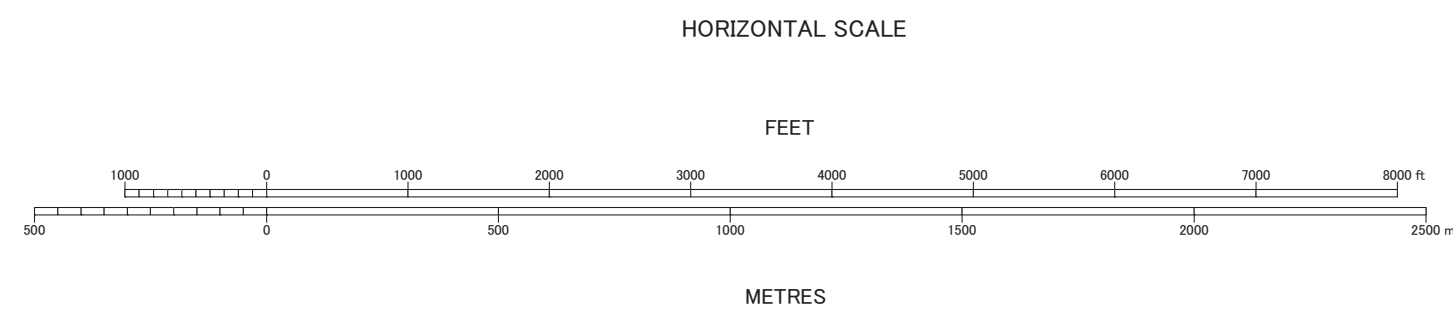 HORIZONTAL SCALE
FEET
1000 0 1000 2000 3000 4000 5000 6000 7000 8000 ft
500 0 500 1000 1500 2000 2500 m
METRES